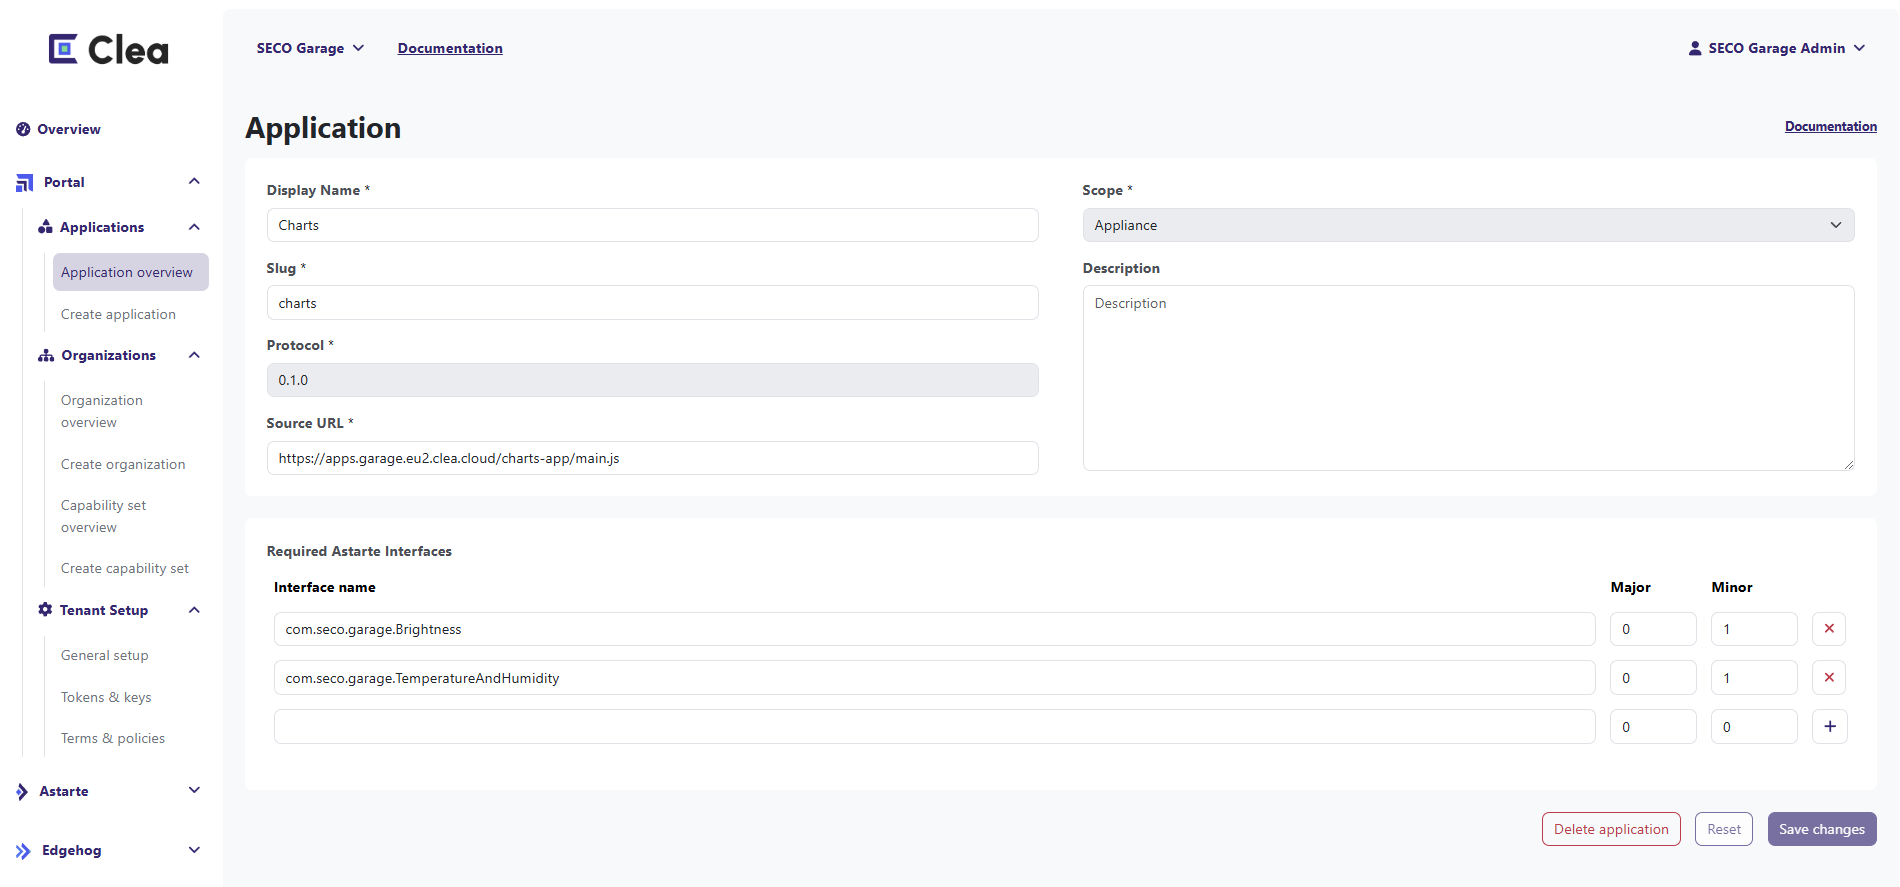 Clea
SECO Garage
Documentation
SECO Garage Admin
Overview
Portal
Applications
Application overview
Create application
Organizations
Organization
overview
Create organization
Capability set
overview
Create capability set
Tenant Setup
General setup
Tokens & keys
Terms & policies
Astarte
Edgehog
Application
Documentation
Display Name *
Charts
Slug *
charts
Protocol *
0.1.0
Source URL *
https://apps.garage.eu2.clea.cloud/charts-app/main.js
Scope *
Appliance
Description
Description
Required Astarte Interfaces
Interface name Major Minor
com.seco.garage.Brightness 0 1
com.seco.garage.TemperatureAndHumidity 0 1
0 0
Delete application
Reset
Save changes